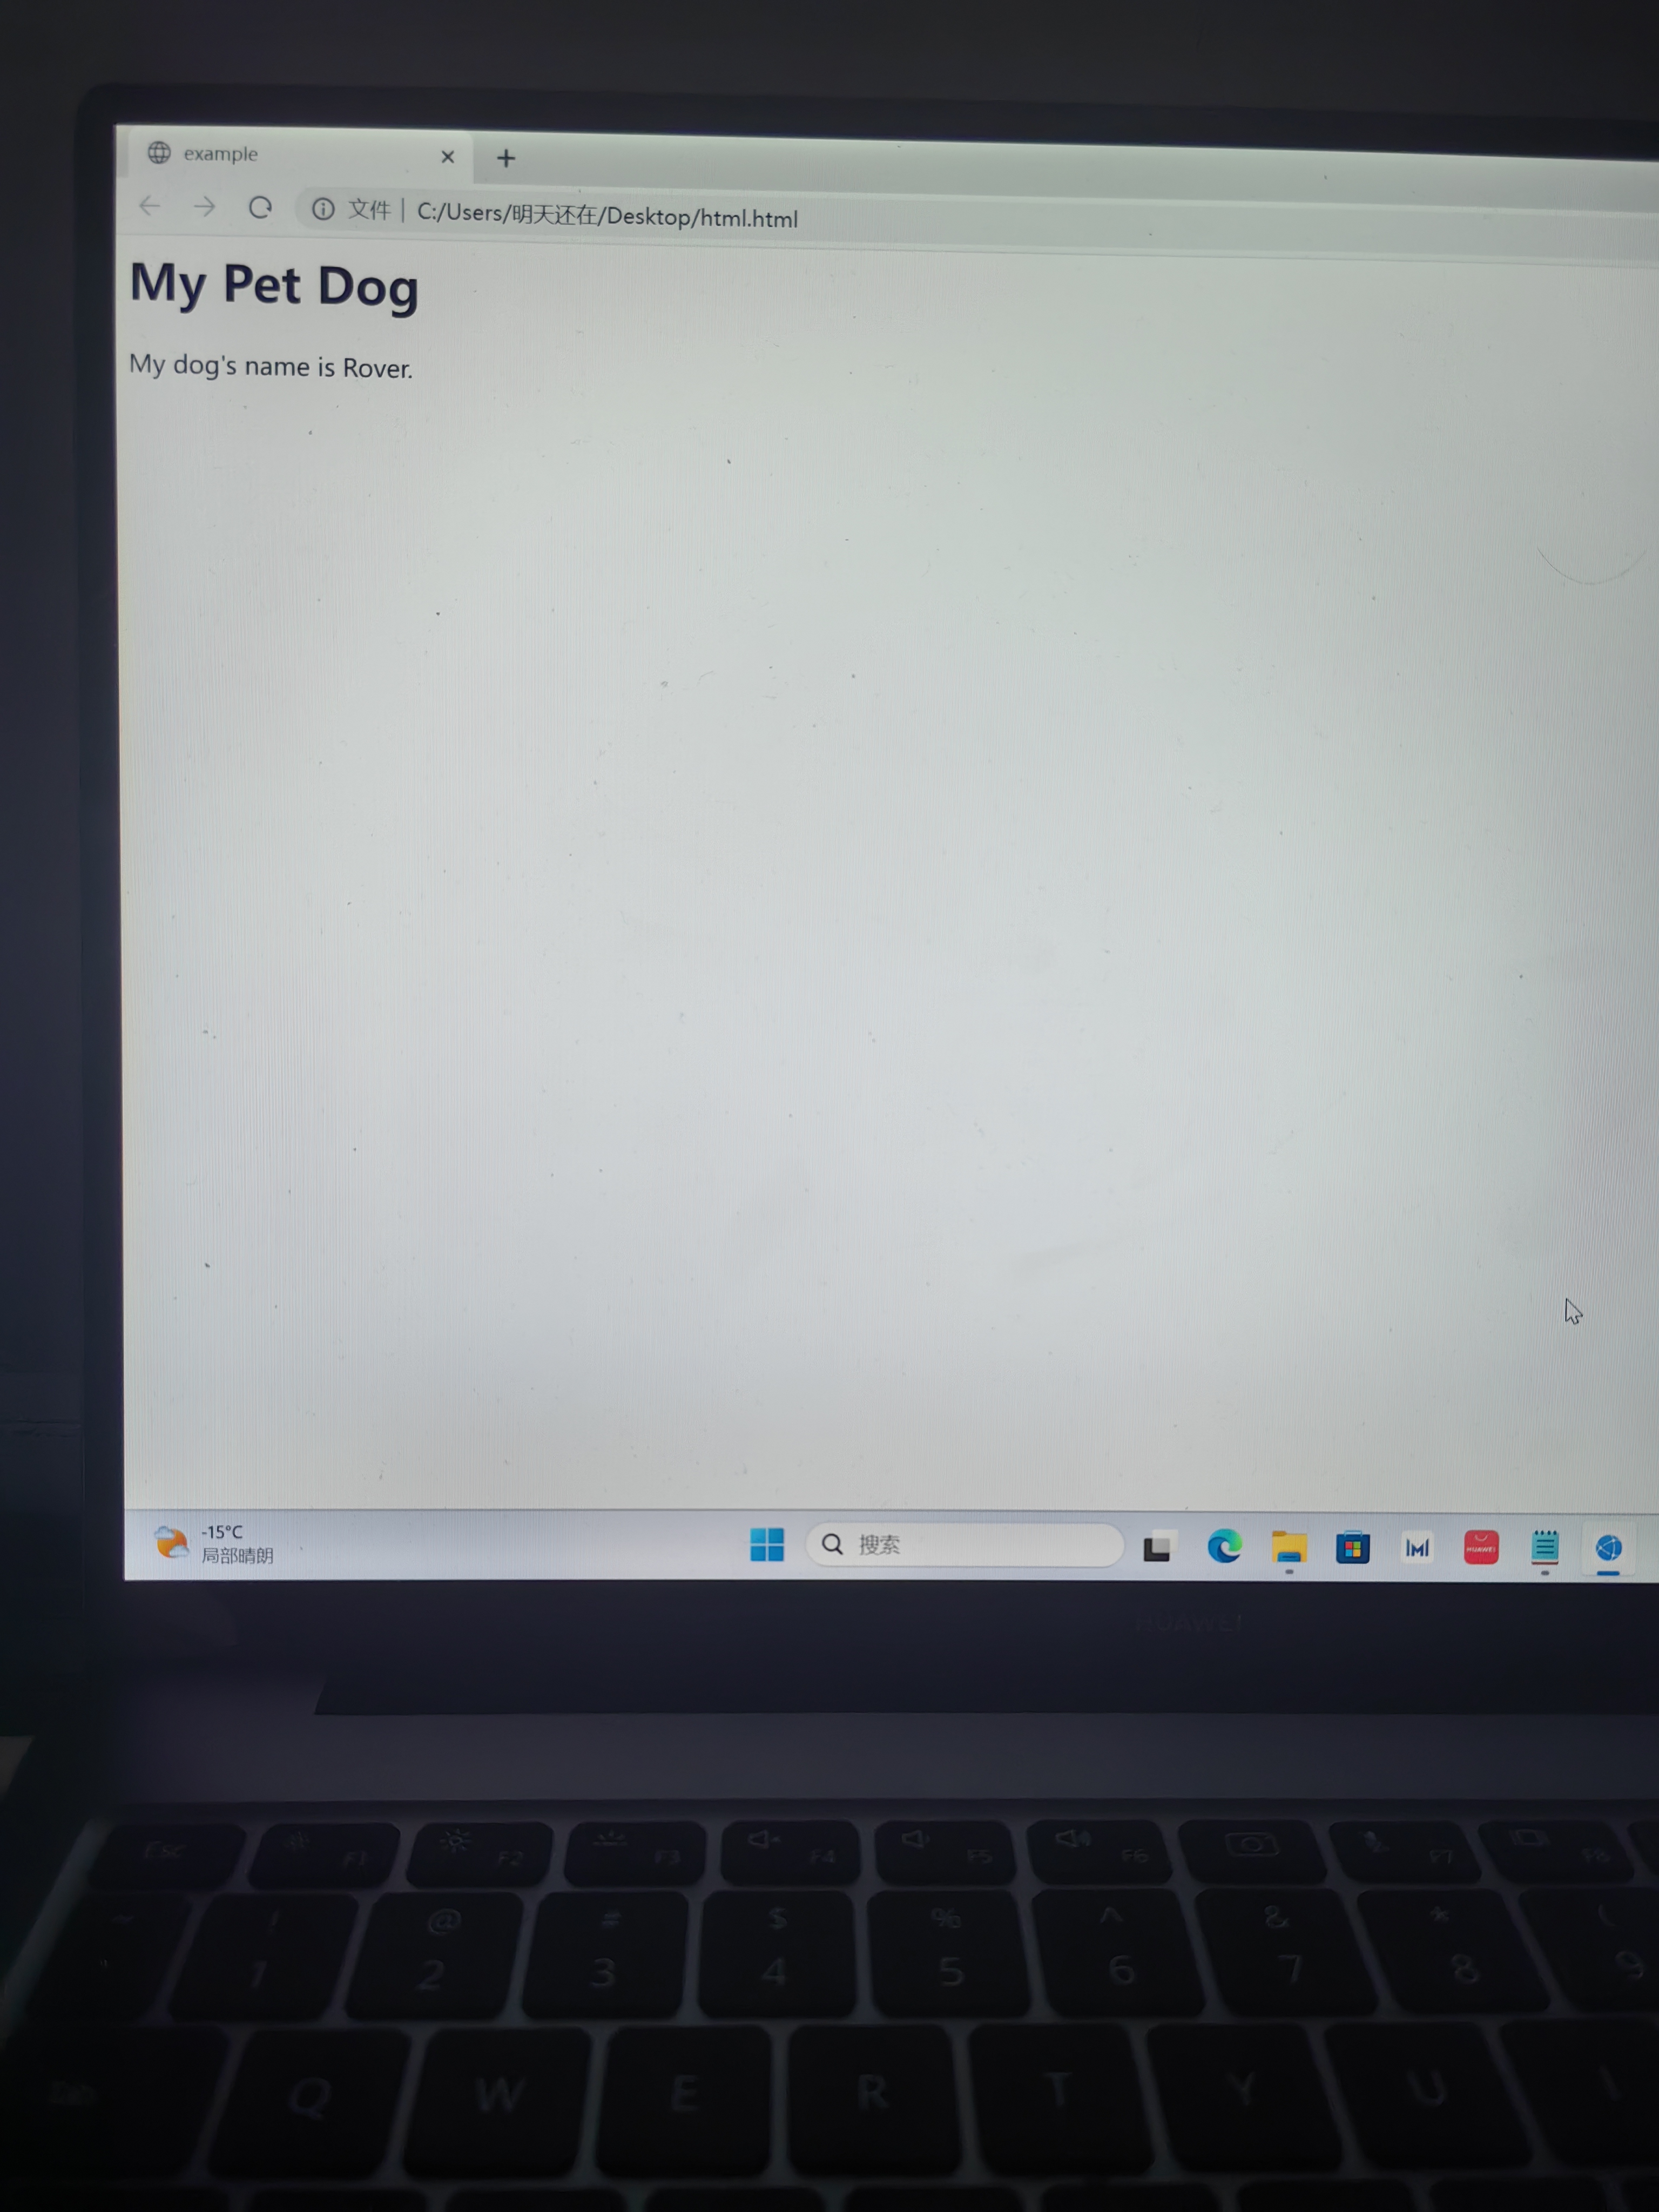 example
文件 | C:/Users/明天还在/Desktop/html.html
My Pet Dog
My dog's name is Rover.
-15°C
局部晴朗
搜索
HUAWEI
HUAWEI
Esc F1 F2 F3 F4 F5 F6 F7 F8
~ ! @ # $ % ^ & * (
1 2 3 4 5 6 7 8 9
Q W E R T Y U I